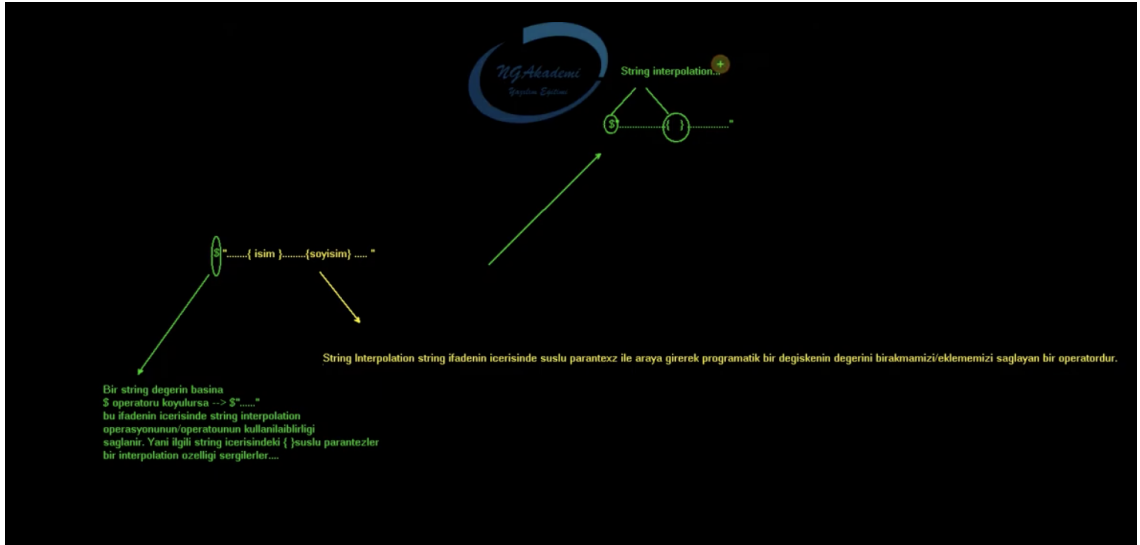 NGAkademi
Yazılım Eğitimi
String interpolation...
$"..................{ }................"
$"........{ isim }.........{soyisim} ..... "
String Interpolation string ifadenin icerisinde suslu parantexz ile araya girerek programatik bir degiskenin degerini birakmamizi/eklememizi saglayan bir operatordur.
Bir string degerin basina
$ operatoru koyulursa --> $"......"
bu ifadenin icerisinde string interpolation
operasyonunun/operatounun kullanilaiblirligi
saglanir. Yani ilgili string icerisindeki { }suslu parantezler
bir interpolation ozelligi sergilerler....